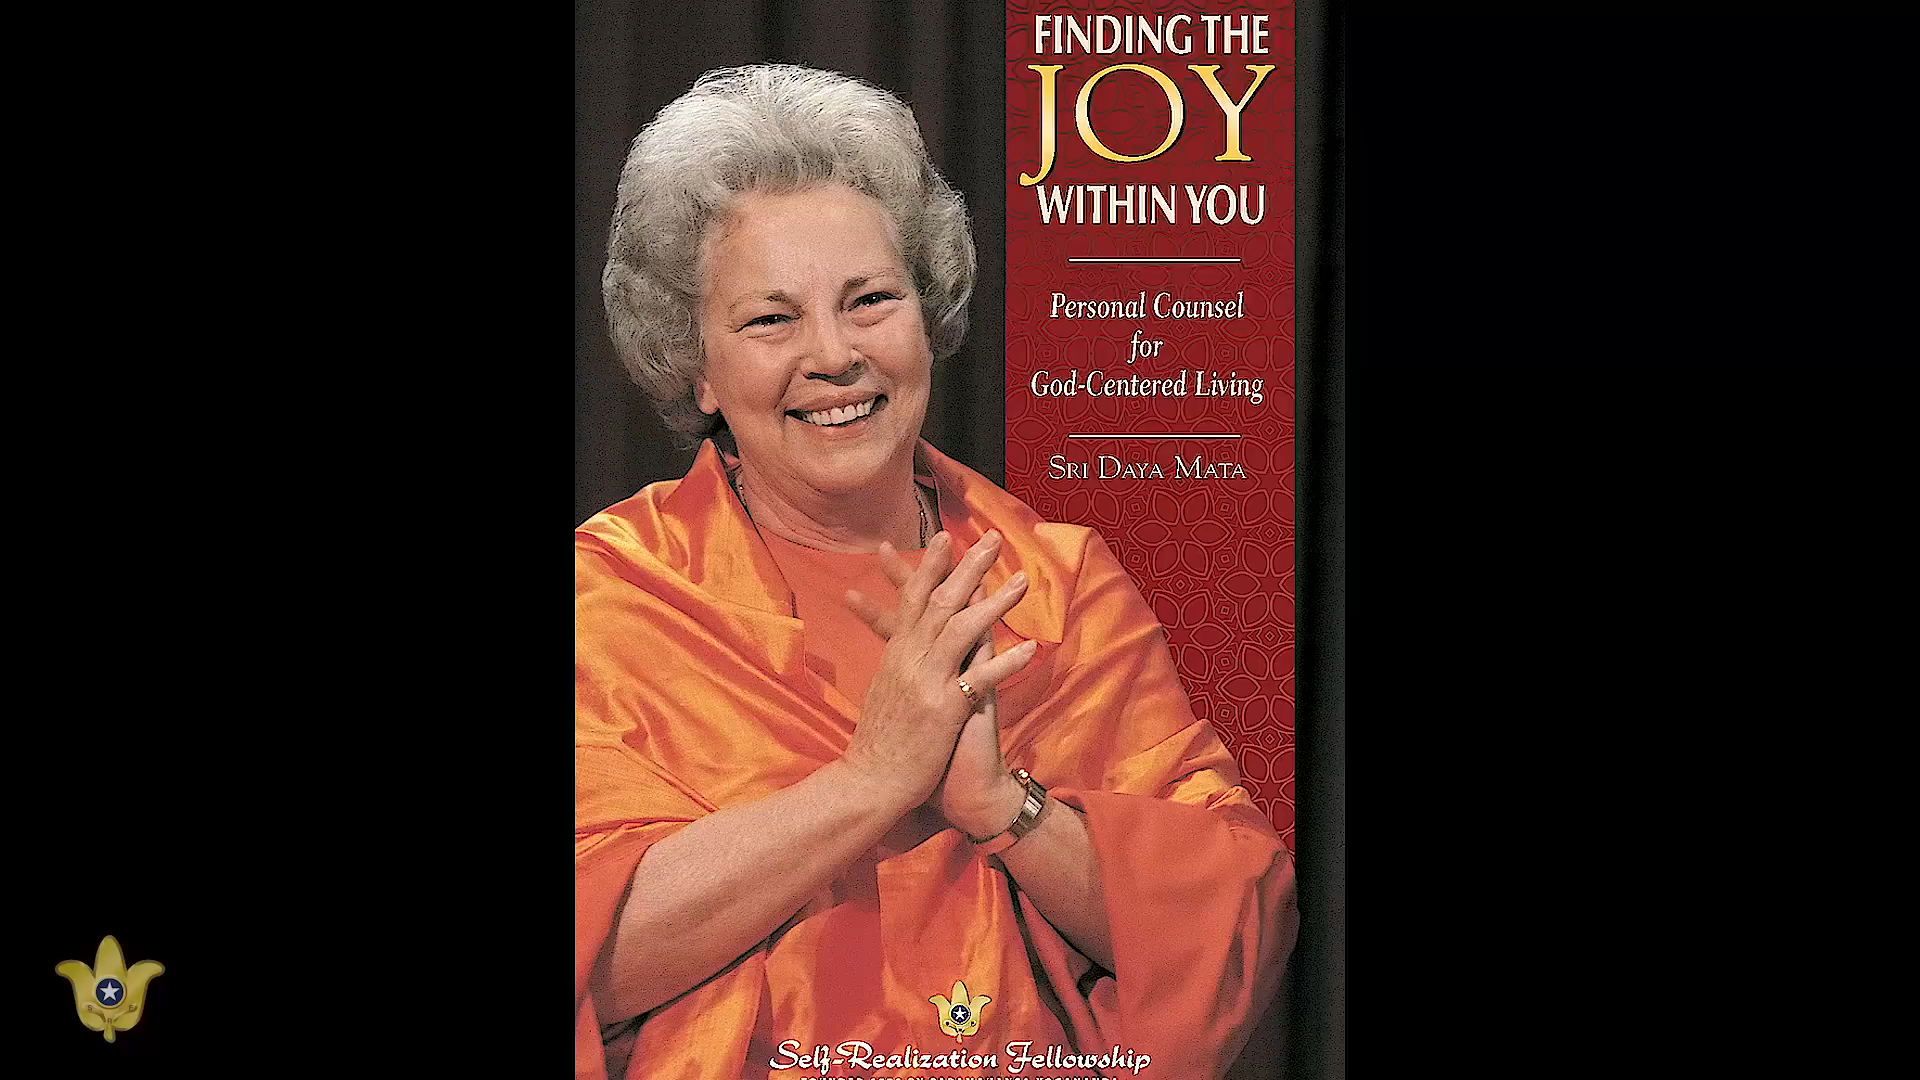 FINDING THE
JOY
WITHIN YOU
Personal Counsel
for
God-Centered Living
SRI DAYA MATA
Self-Realization Fellowship